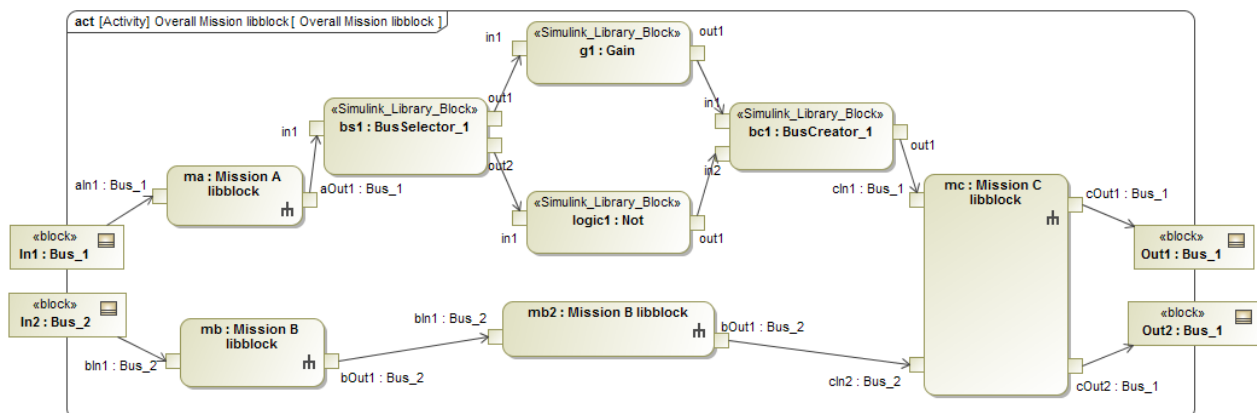 act [Activity] Overall Mission libblock [ Overall Mission libblock ]
«Simulink_Library_Block»
g1 : Gain
in1
out1
«Simulink_Library_Block»
bs1 : BusSelector_1
in1
out1
out2
«Simulink_Library_Block»
bc1 : BusCreator_1
in1
in2
out1
«Simulink_Library_Block»
logic1 : Not
in1
out1
ma : Mission A
libblock
aIn1 : Bus_1
aOut1 : Bus_1
mc : Mission C
libblock
cIn1 : Bus_1
cOut1 : Bus_1
«block»
In1 : Bus_1
«block»
Out1 : Bus_1
«block»
In2 : Bus_2
mb : Mission B
libblock
bIn1 : Bus_2
bOut1 : Bus_2
mb2 : Mission B libblock
bIn1 : Bus_2
bOut1 : Bus_2
cIn2 : Bus_2
cOut2 : Bus_1
«block»
Out2 : Bus_1